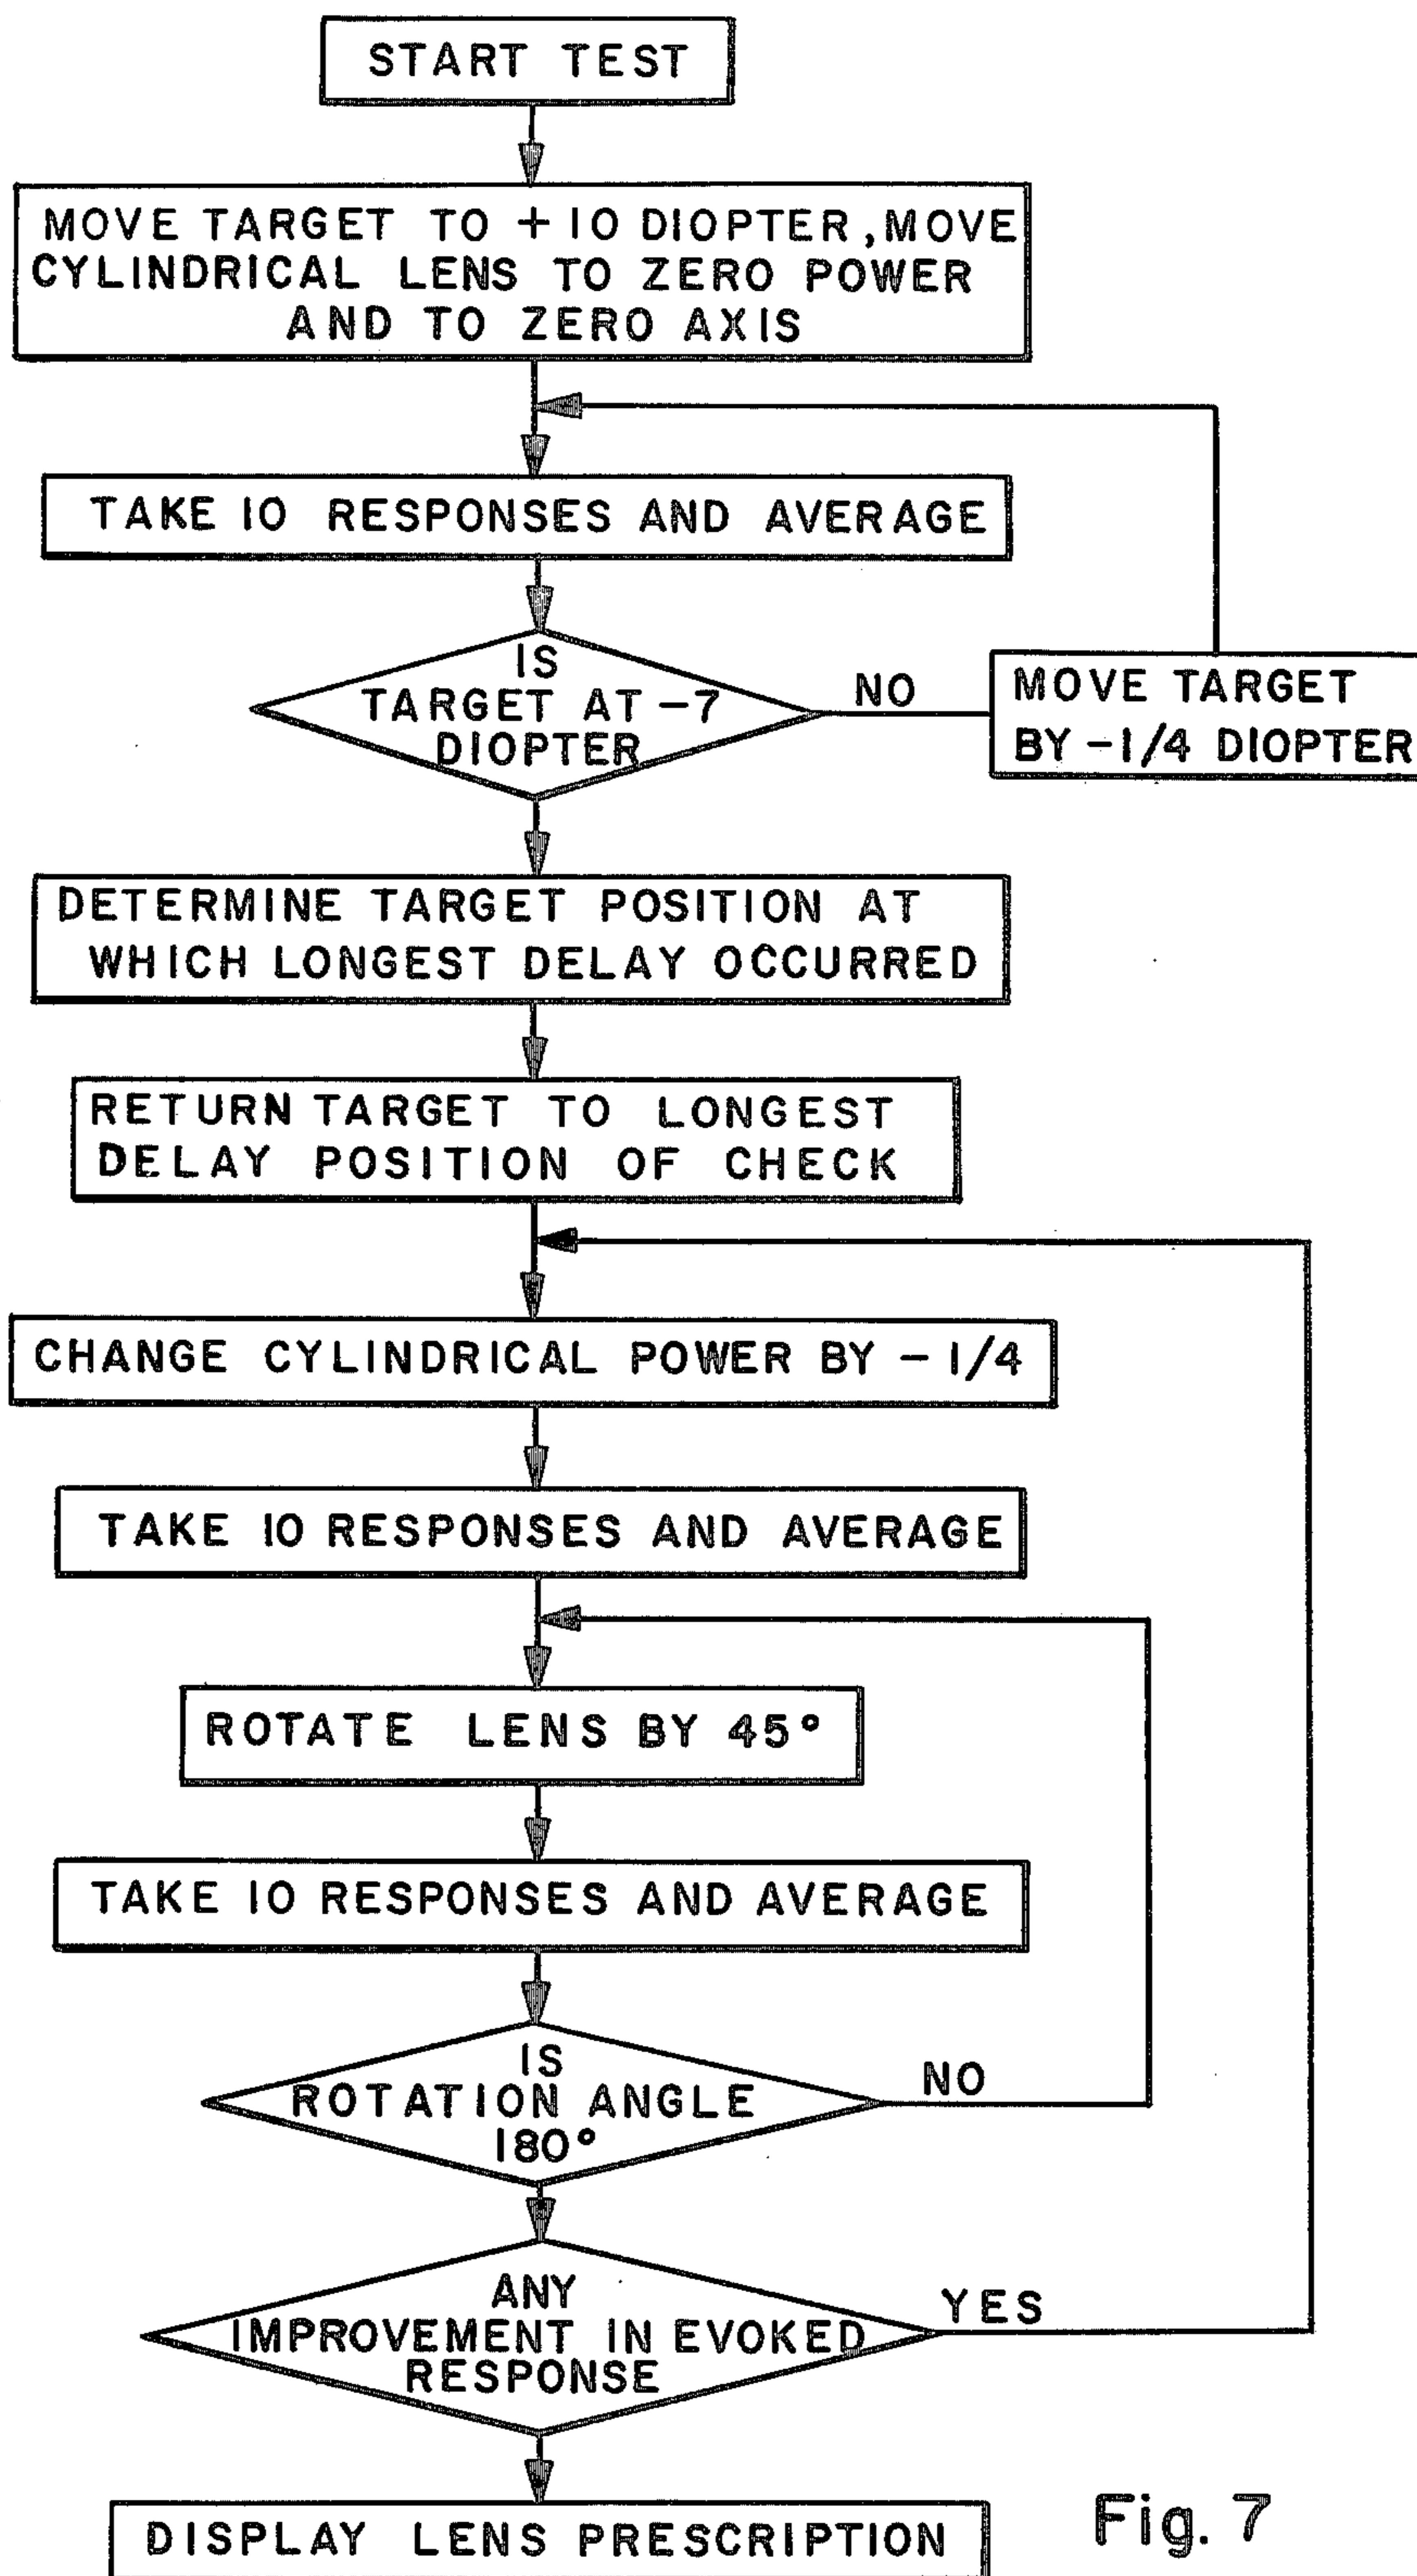 START TEST
MOVE TARGET TO +10 DIOPTER, MOVE
CYLINDRICAL LENS TO ZERO POWER
AND TO ZERO AXIS
TAKE 10 RESPONSES AND AVERAGE
IS
TARGET AT -7
DIOPTER
NO
MOVE TARGET
BY -1/4 DIOPTER
DETERMINE TARGET POSITION AT
WHICH LONGEST DELAY OCCURRED
RETURN TARGET TO LONGEST
DELAY POSITION OF CHECK
CHANGE CYLINDRICAL POWER BY - 1/4
TAKE 10 RESPONSES AND AVERAGE
ROTATE LENS BY 45°
TAKE 10 RESPONSES AND AVERAGE
IS
ROTATION ANGLE
180°
NO
ANY
IMPROVEMENT IN EVOKED
RESPONSE
YES
DISPLAY LENS PRESCRIPTION
Fig. 7